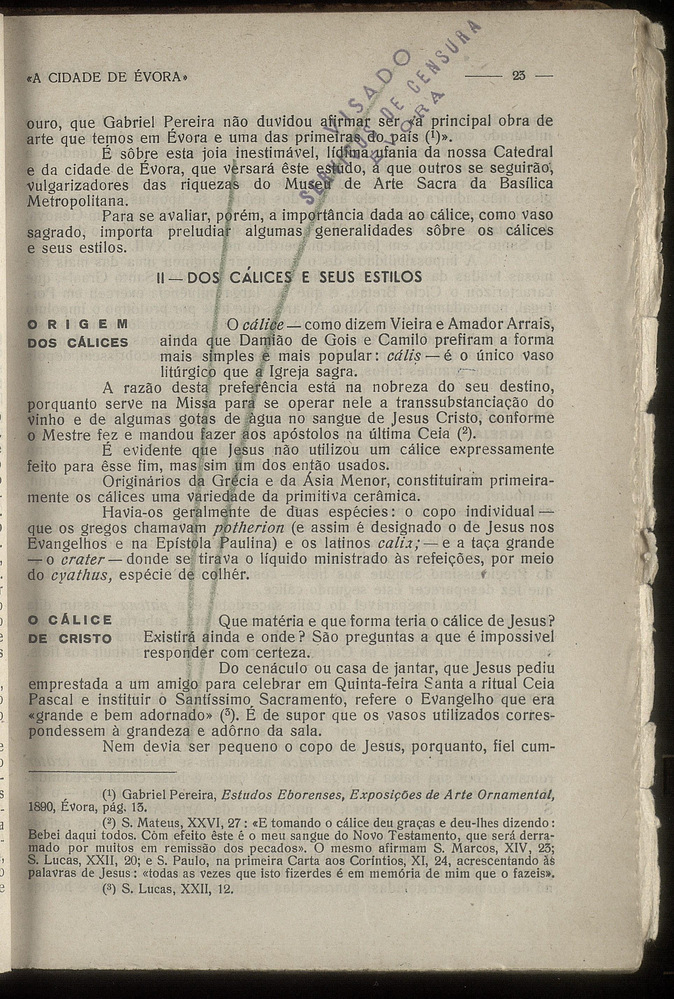 «A CIDADE DE ÉVORA» —— 23 —
VISADO
SERVIÇOS DE CENSURA
ÉVORA
ouro, que Gabriel Pereira não duvidou afirmar ser «a principal obra de
arte que temos em Évora e uma das primeiras do país (¹)».
É sôbre esta joia inestimável, lídima ufania da nossa Catedral
e da cidade de Évora, que versará êste estudo, a que outros se seguirão,
vulgarizadores das riquezas do Museu de Arte Sacra da Basílica
Metropolitana.
Para se avaliar, porém, a importância dada ao cálice, como vaso
sagrado, importa preludiar algumas generalidades sôbre os cálices
e seus estilos.
II — DOS CÁLICES E SEUS ESTILOS
ORIGEM
DOS CÁLICES
O cálice — como dizem Vieira e Amador Arrais,
ainda que Damião de Gois e Camilo prefiram a forma
mais simples e mais popular: cális — é o único vaso
litúrgico que a Igreja sagra.
A razão desta preferência está na nobreza do seu destino,
porquanto serve na Missa para se operar nele a transsubstanciação do
vinho e de algumas gotas de àgua no sangue de Jesus Cristo, conforme
o Mestre fez e mandou fazer aos apóstolos na última Ceia (²).
É evidente que Jesus não utilizou um cálice expressamente
feito para êsse fim, mas sim um dos então usados.
Originários da Grécia e da Ásia Menor, constituíram primeira-
mente os cálices uma variedade da primitiva cerâmica.
Havia-os geralmente de duas espécies: o copo individual —
que os gregos chamavam potherion (e assim é designado o de Jesus nos
Evangelhos e na Epístola Paulina) e os latinos calix; — e a taça grande
— o crater — donde se tirava o líquido ministrado às refeições, por meio
do cyathus, espécie de colhér.
O CÁLICE
DE CRISTO
Que matéria e que forma teria o cálice de Jesus?
Existirá ainda e onde? São preguntas a que é impossivel
responder com certeza.
Do cenáculo ou casa de jantar, que Jesus pediu
emprestada a um amigo para celebrar em Quinta-feira Santa a ritual Ceia
Pascal e instituir o Santíssimo Sacramento, refere o Evangelho que era
«grande e bem adornado» (³). É de supor que os vasos utilizados corres-
pondessem à grandeza e adôrno da sala.
Nem devia ser pequeno o copo de Jesus, porquanto, fiel cum-
(¹) Gabriel Pereira, Estudos Eborenses, Exposições de Arte Ornamental,
1890, Évora, pág. 13.
(²) S. Mateus, XXVI, 27: «E tomando o cálice deu graças e deu-lhes dizendo:
Bebei daqui todos. Còm efeito êste é o meu sangue do Novo Testamento, que será derra-
mado por muitos em remissão dos pecados». O mesmo afirmam S. Marcos, XIV, 23;
S. Lucas, XXII, 20; e S. Paulo, na primeira Carta aos Coríntios, XI, 24, acrescentando às
palavras de Jesus: «todas as vezes que isto fizerdes é em memória de mim que o fazeis».
(³) S. Lucas, XXII, 12.